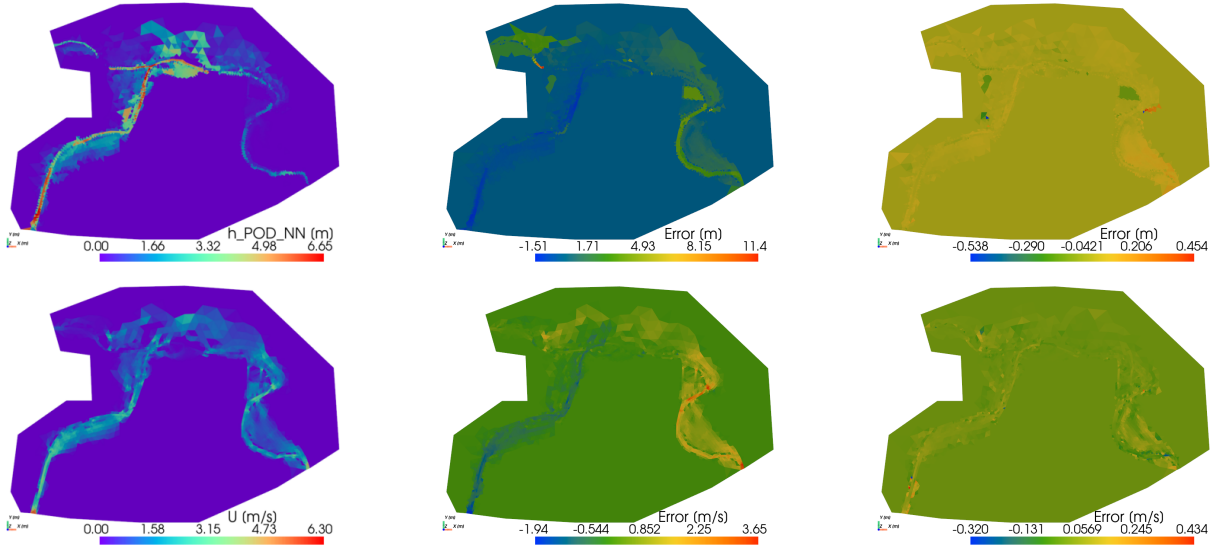 h_POD_NN (m)
0.00 1.66 3.32 4.98 6.65
Y (m)
Z X (m)
Error (m)
-1.51 1.71 4.93 8.15 11.4
Y (m)
Z X (m)
Error (m)
-0.538 -0.290 -0.0421 0.206 0.454
Y (m)
Z X (m)
U (m/s)
0.00 1.58 3.15 4.73 6.30
Y (m)
Z X (m)
Error (m/s)
-1.94 -0.544 0.852 2.25 3.65
Y (m)
Z X (m)
Error (m/s)
-0.320 -0.131 0.0569 0.245 0.434
Y (m)
Z X (m)